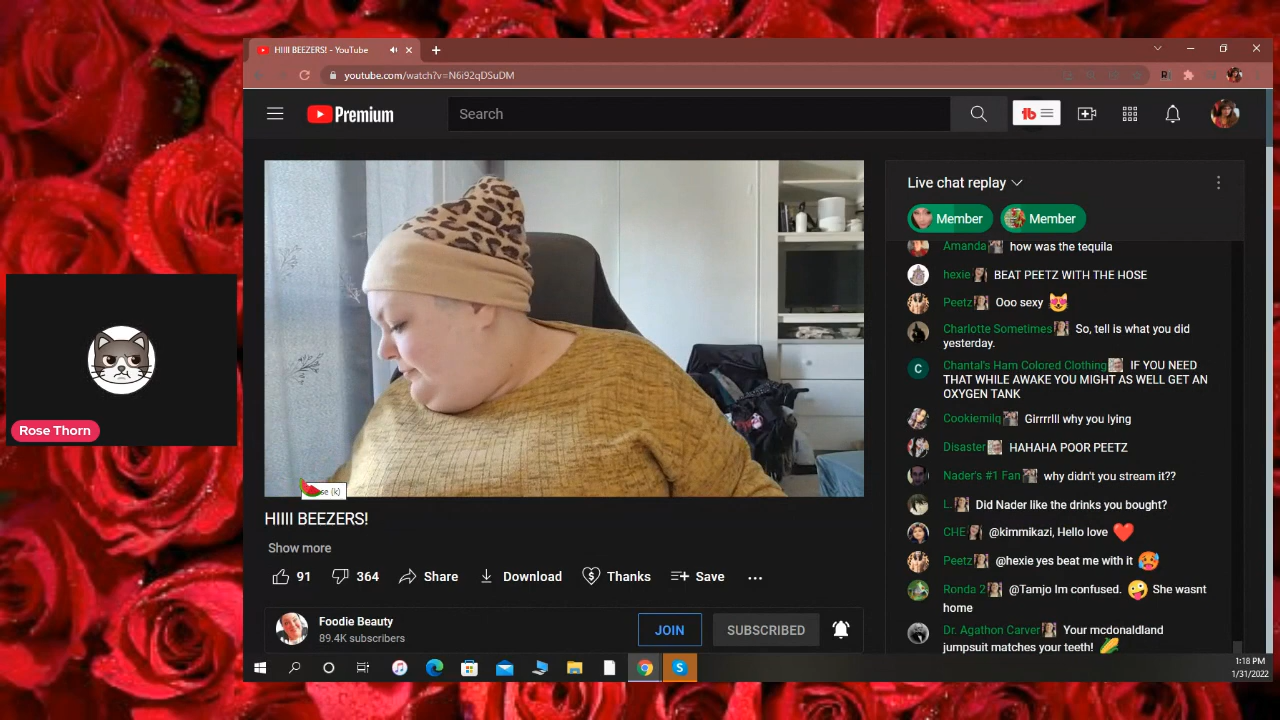 HIIII BEEZERS! - YouTube
youtube.com/watch?v=N6i92qDSuDM
Premium
Search
Live chat replay
Member Member
Amanda how was the tequila
hexie BEAT PEETZ WITH THE HOSE
Peetz Ooo sexy
Charlotte Sometimes So, tell is what you did
yesterday.
C Chantal's Ham Colored Clothing IF YOU NEED
THAT WHILE AWAKE YOU MIGHT AS WELL GET AN
OXYGEN TANK
Cookiemilq Girrrrlll why you lying
Disaster HAHAHA POOR PEETZ
Nader's #1 Fan why didn't you stream it??
L. Did Nader like the drinks you bought?
CHE @kimmikazi, Hello love
Peetz @hexie yes beat me with it
Ronda 2 @Tamjo Im confused. She wasnt
home
Dr. Agathon Carver Your mcdonaldland
jumpsuit matches your teeth!
Rose Thorn
(k)
HIIII BEEZERS!
Show more
91 364 Share Download Thanks Save ...
Foodie Beauty
89.4K subscribers
JOIN SUBSCRIBED
1:18 PM
1/31/2022